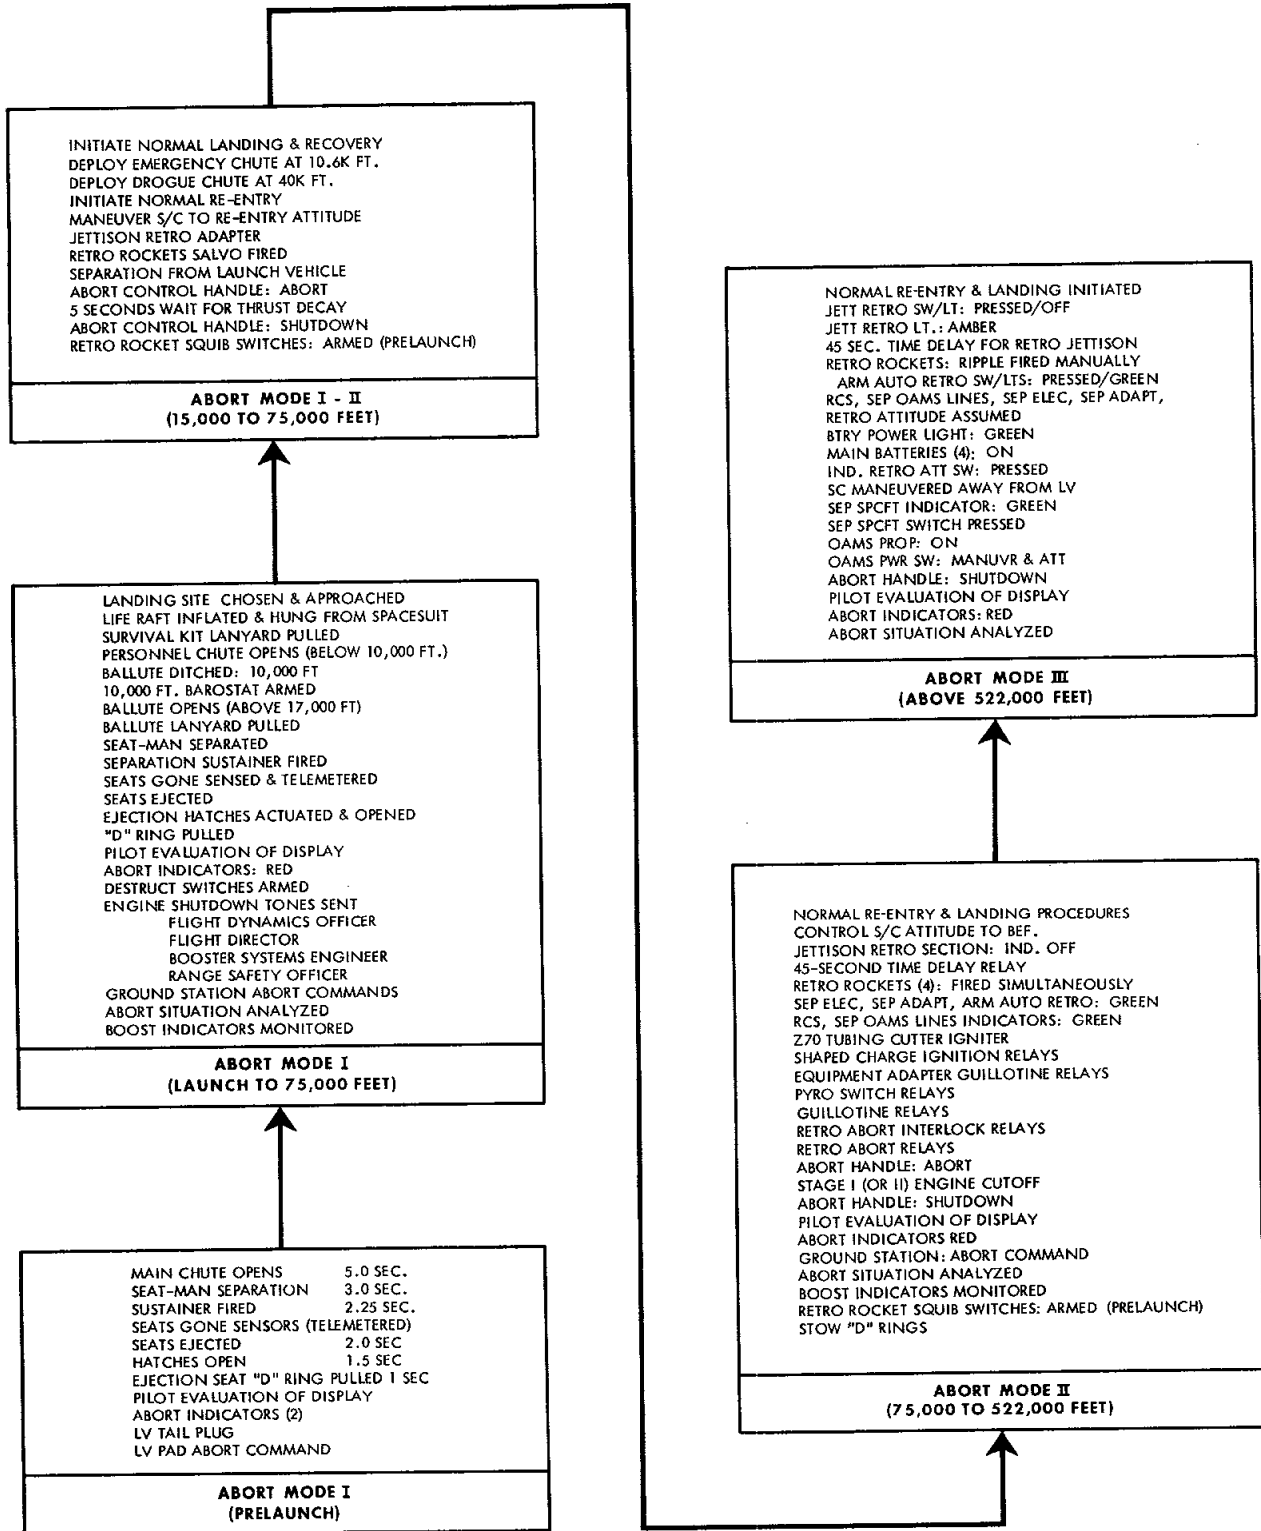 INITIATE NORMAL LANDING & RECOVERY
DEPLOY EMERGENCY CHUTE AT 10.6K FT.
DEPLOY DROGUE CHUTE AT 40K FT.
INITIATE NORMAL RE-ENTRY
MANEUVER S/C TO RE-ENTRY ATTITUDE
JETTISON RETRO ADAPTER
RETRO ROCKETS SALVO FIRED
SEPARATION FROM LAUNCH VEHICLE
ABORT CONTROL HANDLE: ABORT
5 SECONDS WAIT FOR THRUST DECAY
ABORT CONTROL HANDLE: SHUTDOWN
RETRO ROCKET SQUIB SWITCHES: ARMED (PRELAUNCH)
ABORT MODE I - II
(15,000 TO 75,000 FEET)
LANDING SITE CHOSEN & APPROACHED
LIFE RAFT INFLATED & HUNG FROM SPACESUIT
SURVIVAL KIT LANYARD PULLED
PERSONNEL CHUTE OPENS (BELOW 10,000 FT.)
BALLUTE DITCHED: 10,000 FT
10,000 FT. BAROSTAT ARMED
BALLUTE OPENS (ABOVE 17,000 FT)
BALLUTE LANYARD PULLED
SEAT-MAN SEPARATED
SEPARATION SUSTAINER FIRED
SEATS GONE SENSED & TELEMETERED
SEATS EJECTED
EJECTION HATCHES ACTUATED & OPENED
"D" RING PULLED
PILOT EVALUATION OF DISPLAY
ABORT INDICATORS: RED
DESTRUCT SWITCHES ARMED
ENGINE SHUTDOWN TONES SENT
FLIGHT DYNAMICS OFFICER
FLIGHT DIRECTOR
BOOSTER SYSTEMS ENGINEER
RANGE SAFETY OFFICER
GROUND STATION ABORT COMMANDS
ABORT SITUATION ANALYZED
BOOST INDICATORS MONITORED
ABORT MODE I
(LAUNCH TO 75,000 FEET)
MAIN CHUTE OPENS 5.0 SEC.
SEAT-MAN SEPARATION 3.0 SEC.
SUSTAINER FIRED 2.25 SEC.
SEATS GONE SENSORS (TELEMETERED)
SEATS EJECTED 2.0 SEC
HATCHES OPEN 1.5 SEC
EJECTION SEAT "D" RING PULLED 1 SEC
PILOT EVALUATION OF DISPLAY
ABORT INDICATORS (2)
LV TAIL PLUG
LV PAD ABORT COMMAND
ABORT MODE I
(PRELAUNCH)
NORMAL RE-ENTRY & LANDING INITIATED
JETT RETRO SW/LT: PRESSED/OFF
JETT RETRO LT.: AMBER
45 SEC. TIME DELAY FOR RETRO JETTISON
RETRO ROCKETS: RIPPLE FIRED MANUALLY
ARM AUTO RETRO SW/LTS: PRESSED/GREEN
RCS, SEP OAMS LINES, SEP ELEC, SEP ADAPT,
RETRO ATTITUDE ASSUMED
BTRY POWER LIGHT: GREEN
MAIN BATTERIES (4): ON
IND. RETRO ATT SW: PRESSED
SC MANEUVERED AWAY FROM LV
SEP SPCFT INDICATOR: GREEN
SEP SPCFT SWITCH PRESSED
OAMS PROP: ON
OAMS PWR SW: MANUVR & ATT
ABORT HANDLE: SHUTDOWN
PILOT EVALUATION OF DISPLAY
ABORT INDICATORS: RED
ABORT SITUATION ANALYZED
ABORT MODE III
(ABOVE 522,000 FEET)
NORMAL RE-ENTRY & LANDING PROCEDURES
CONTROL S/C ATTITUDE TO BEF.
JETTISON RETRO SECTION: IND. OFF
45-SECOND TIME DELAY RELAY
RETRO ROCKETS (4): FIRED SIMULTANEOUSLY
SEP ELEC, SEP ADAPT, ARM AUTO RETRO: GREEN
RCS, SEP OAMS LINES INDICATORS: GREEN
Z70 TUBING CUTTER IGNITER
SHAPED CHARGE IGNITION RELAYS
EQUIPMENT ADAPTER GUILLOTINE RELAYS
PYRO SWITCH RELAYS
GUILLOTINE RELAYS
RETRO ABORT INTERLOCK RELAYS
RETRO ABORT RELAYS
ABORT HANDLE: ABORT
STAGE I (OR II) ENGINE CUTOFF
ABORT HANDLE: SHUTDOWN
PILOT EVALUATION OF DISPLAY
ABORT INDICATORS RED
GROUND STATION: ABORT COMMAND
ABORT SITUATION ANALYZED
BOOST INDICATORS MONITORED
RETRO ROCKET SQUIB SWITCHES: ARMED (PRELAUNCH)
STOW "D" RINGS
ABORT MODE II
(75,000 TO 522,000 FEET)